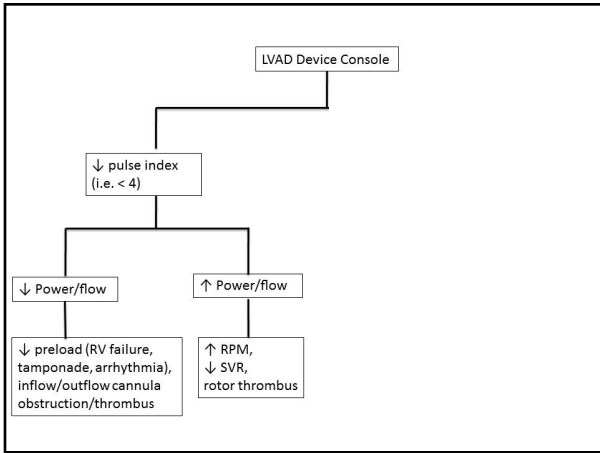 LVAD Device Console
↓ pulse index
(i.e. < 4)
↓ Power/flow
↑ Power/flow
↓ preload (RV failure,
tamponade, arrhythmia),
inflow/outflow cannula
obstruction/thrombus
↑ RPM,
↓ SVR,
rotor thrombus